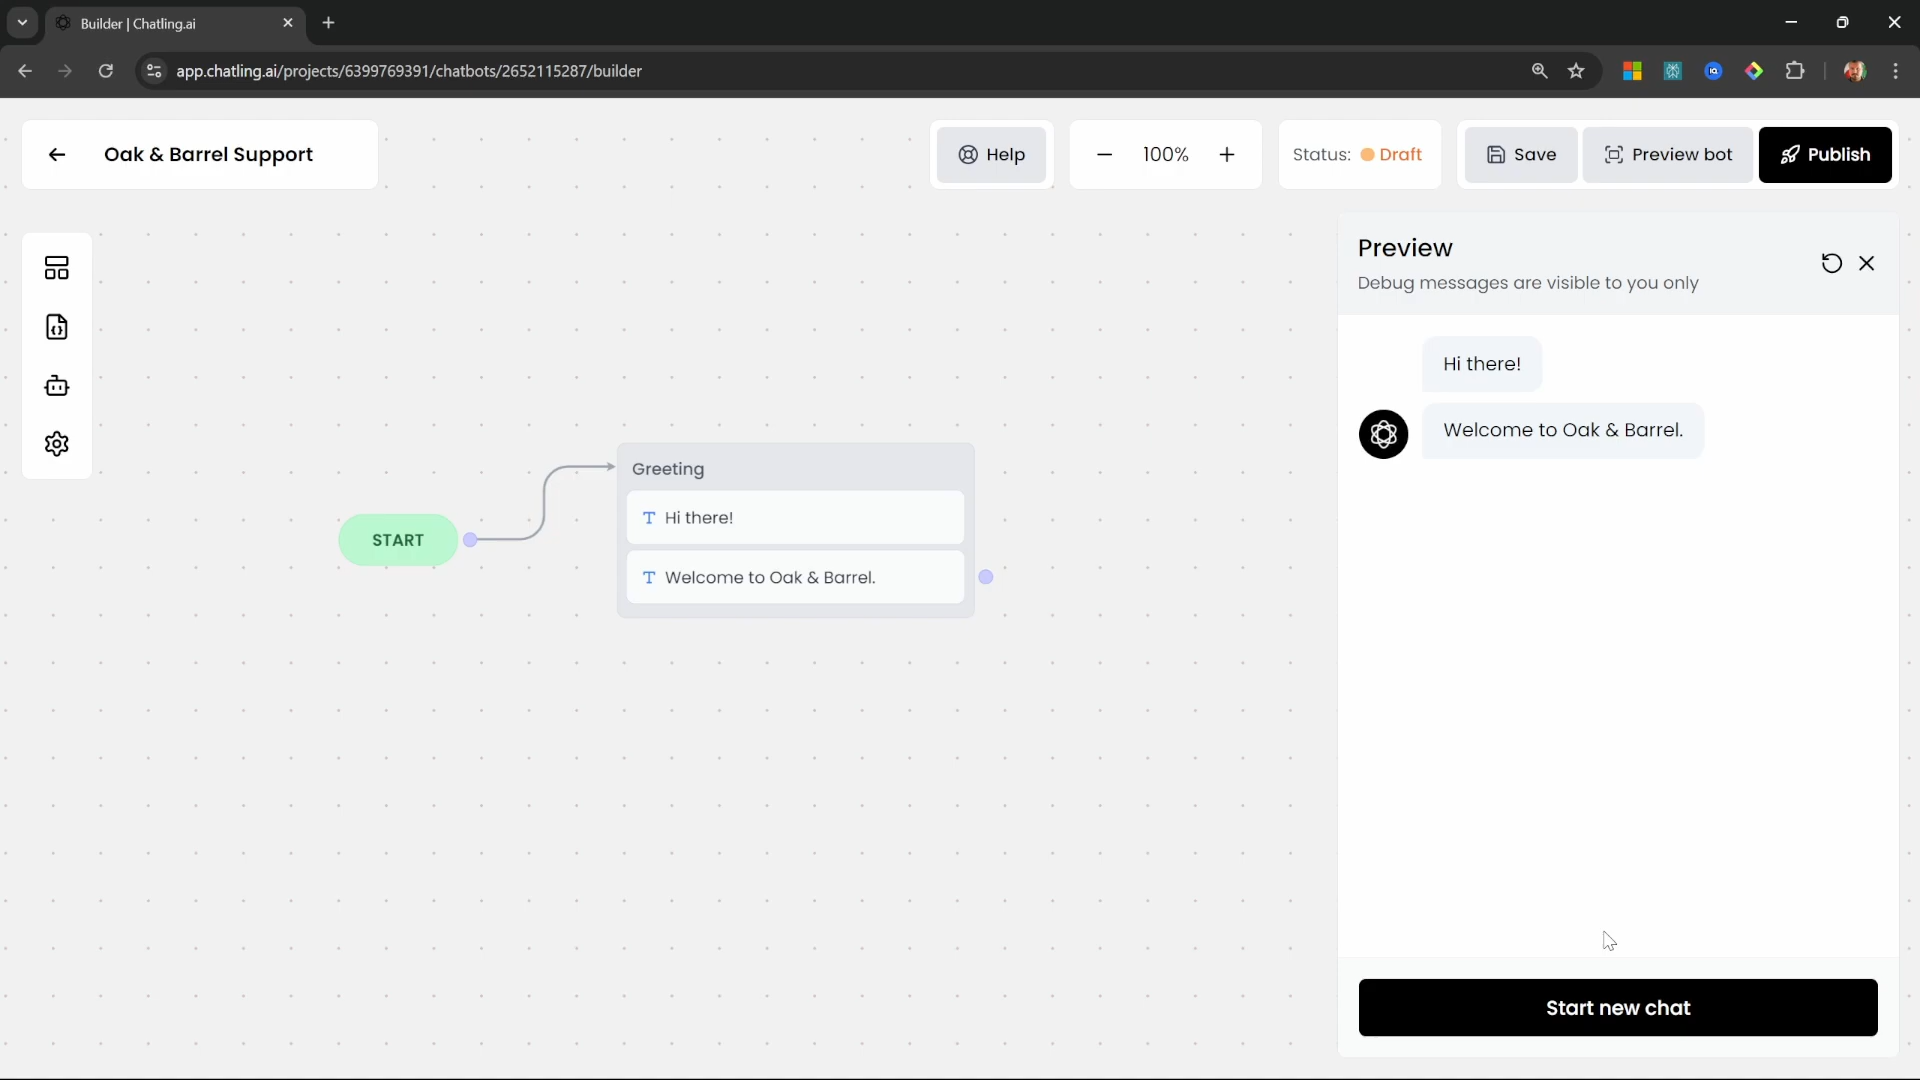 Builder | Chatling.ai
app.chatling.ai/projects/6399769391/chatbots/2652115287/builder
Oak & Barrel Support
Help
100%
Status: Draft
Save
Preview bot
Publish
Preview
Debug messages are visible to you only
Hi there!
Welcome to Oak & Barrel.
START
Greeting
Hi there!
Welcome to Oak & Barrel.
Start new chat